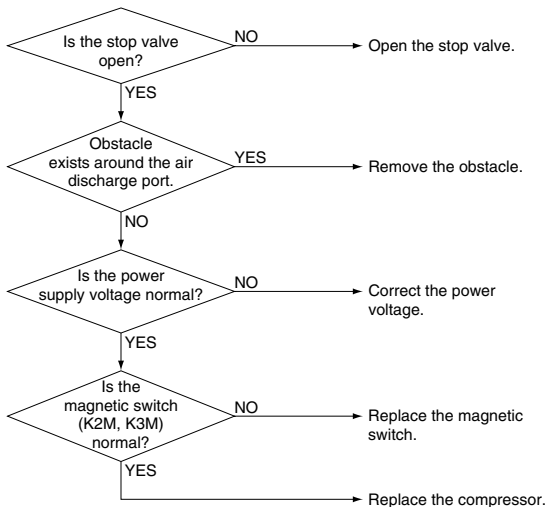 Is the stop valve
open?
NO
Open the stop valve.
YES
Obstacle
exists around the air
discharge port.
YES
Remove the obstacle.
NO
Is the power
supply voltage normal?
NO
Correct the power
voltage.
YES
Is the
magnetic switch
(K2M, K3M)
normal?
NO
Replace the magnetic
switch.
YES
Replace the compressor.